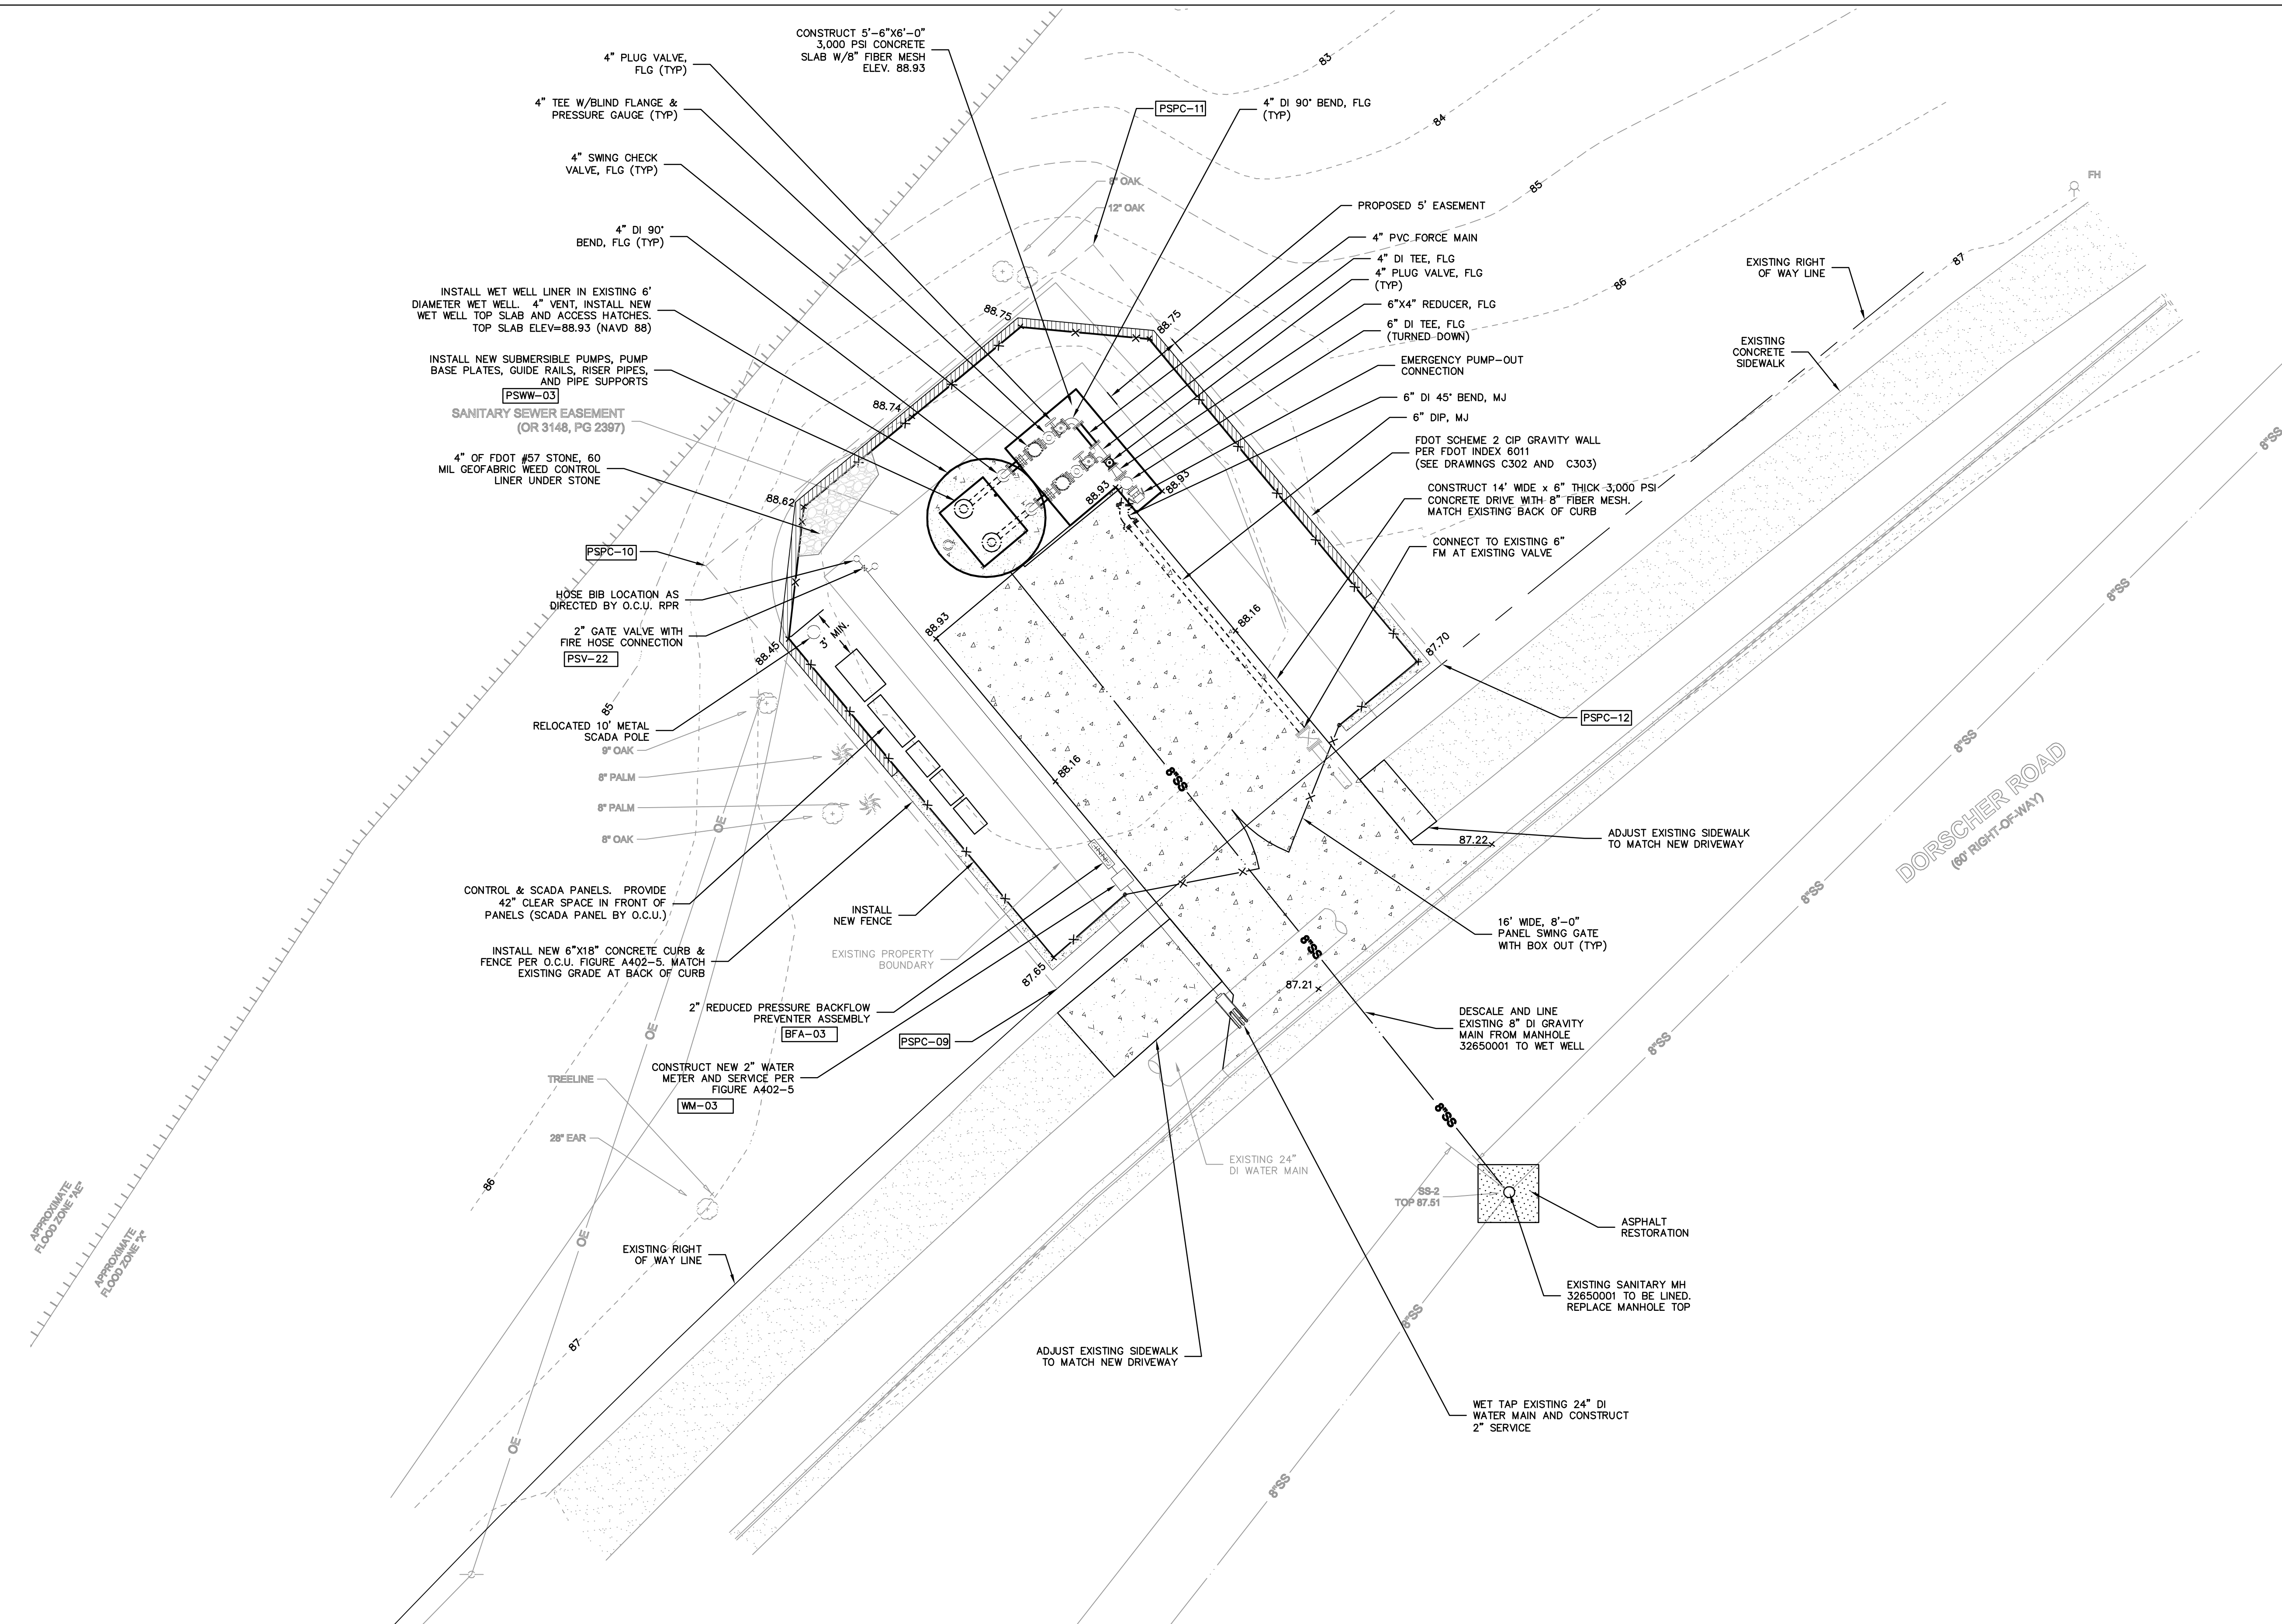 CONSTRUCT 5'-6"X6'-0"
3,000 PSI CONCRETE
SLAB W/8" FIBER MESH
ELEV. 88.93
4" PLUG VALVE,
FLG (TYP)
4" TEE W/BLIND FLANGE &
PRESSURE GAUGE (TYP)
4" SWING CHECK
VALVE, FLG (TYP)
4" DI 90°
BEND, FLG (TYP)
INSTALL WET WELL LINER IN EXISTING 6'
DIAMETER WET WELL. 4" VENT, INSTALL NEW
WET WELL TOP SLAB AND ACCESS HATCHES.
TOP SLAB ELEV=88.93 (NAVD 88)
INSTALL NEW SUBMERSIBLE PUMPS, PUMP
BASE PLATES, GUIDE RAILS, RISER PIPES,
AND PIPE SUPPORTS
PSWW-03
SANITARY SEWER EASEMENT
(OR 3148, PG 2397)
4" OF FDOT #57 STONE, 60
MIL GEOFABRIC WEED CONTROL
LINER UNDER STONE
PSPC-10
HOSE BIB LOCATION AS
DIRECTED BY O.C.U. RPR
2" GATE VALVE WITH
FIRE HOSE CONNECTION
PSV-22
RELOCATED 10' METAL
SCADA POLE
9" OAK
8" PALM
8" PALM
8" OAK
CONTROL & SCADA PANELS. PROVIDE
42" CLEAR SPACE IN FRONT OF
PANELS (SCADA PANEL BY O.C.U.)
INSTALL NEW 6"X18" CONCRETE CURB &
FENCE PER O.C.U. FIGURE A402-5. MATCH
EXISTING GRADE AT BACK OF CURB
INSTALL
NEW FENCE
EXISTING PROPERTY
BOUNDARY
2" REDUCED PRESSURE BACKFLOW
PREVENTER ASSEMBLY
BFA-03
PSPC-09
CONSTRUCT NEW 2" WATER
METER AND SERVICE PER
FIGURE A402-5
WM-03
TREELINE
28" EAR
EXISTING RIGHT
OF WAY LINE
APPROXIMATE
FLOOD ZONE "AE"
APPROXIMATE
FLOOD ZONE "X"
PSPC-11
8" OAK
12" OAK
4" DI 90° BEND, FLG
(TYP)
PROPOSED 5' EASEMENT
4" PVC FORCE MAIN
4" DI TEE, FLG
4" PLUG VALVE, FLG
(TYP)
6"X4" REDUCER, FLG
6" DI TEE, FLG
(TURNED DOWN)
EMERGENCY PUMP-OUT
CONNECTION
6" DI 45° BEND, MJ
6" DIP, MJ
FDOT SCHEME 2 CIP GRAVITY WALL
PER FDOT INDEX 6011
(SEE DRAWINGS C302 AND C303)
CONSTRUCT 14' WIDE x 6" THICK 3,000 PSI
CONCRETE DRIVE WITH 8" FIBER MESH.
MATCH EXISTING BACK OF CURB
CONNECT TO EXISTING 6"
FM AT EXISTING VALVE
EXISTING RIGHT
OF WAY LINE
EXISTING
CONCRETE
SIDEWALK
FH
PSPC-12
ADJUST EXISTING SIDEWALK
TO MATCH NEW DRIVEWAY
16' WIDE, 8'-0"
PANEL SWING GATE
WITH BOX OUT (TYP)
DESCALE AND LINE
EXISTING 8" DI GRAVITY
MAIN FROM MANHOLE
32650001 TO WET WELL
EXISTING 24"
DI WATER MAIN
SS-2
TOP 87.51
ASPHALT
RESTORATION
EXISTING SANITARY MH
32650001 TO BE LINED.
REPLACE MANHOLE TOP
ADJUST EXISTING SIDEWALK
TO MATCH NEW DRIVEWAY
WET TAP EXISTING 24" DI
WATER MAIN AND CONSTRUCT
2" SERVICE
DORSCHER ROAD
(60' RIGHT-OF-WAY)
83
84
85
86
87
85
86
87
88.75
88.75
88.74
88.62
88.45
88.93
88.93
88.93
88.16
88.16
87.70
87.65
87.22
87.21
3' MIN.
OE
OE
OE
OE
8"SS
8"SS
8"SS
8"SS
8"SS
8"SS
8"SS
8"SS
8"SS
8"SS